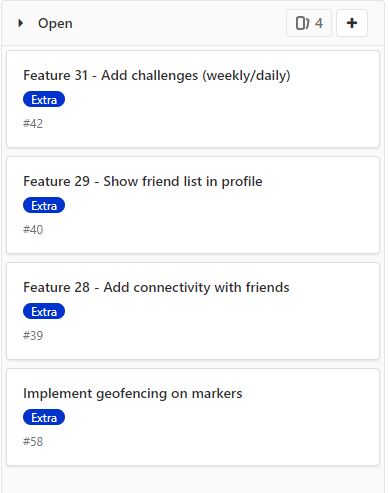 Open
4
Feature 31 - Add challenges (weekly/daily)
Extra
#42
Feature 29 - Show friend list in profile
Extra
#40
Feature 28 - Add connectivity with friends
Extra
#39
Implement geofencing on markers
Extra
#58